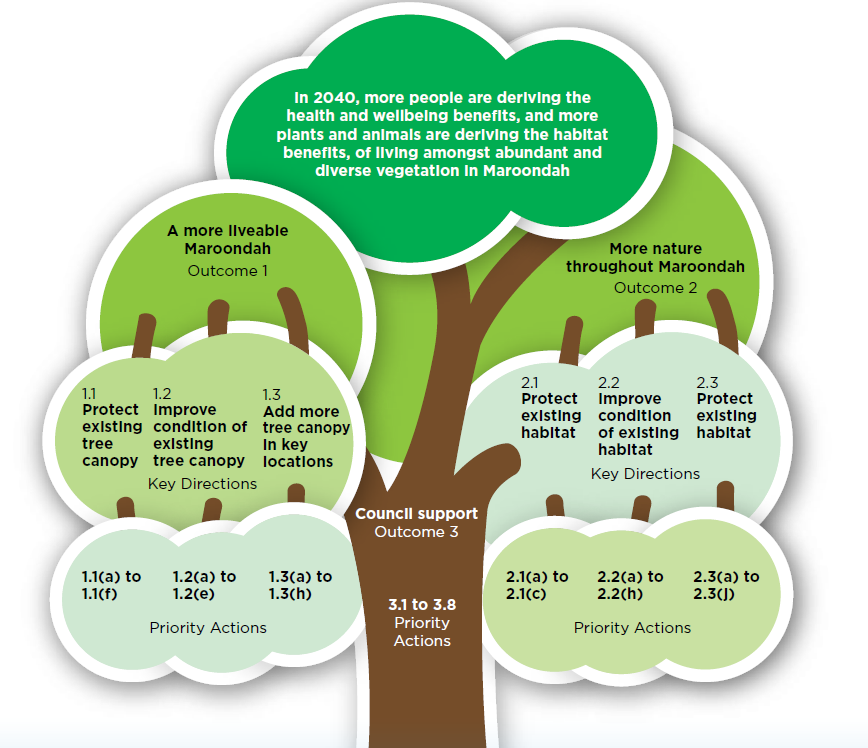 In 2040, more people are deriving the
health and wellbeing benefits, and more
plants and animals are deriving the habitat
benefits, of living amongst abundant and
diverse vegetation in Maroondah
A more liveable
Maroondah
Outcome 1
More nature
throughout Maroondah
Outcome 2
1.1
Protect
existing
tree
canopy
1.2
Improve
condition of
existing
tree canopy
1.3
Add more
tree canopy
in key
locations
Key Directions
2.1
Protect
existing
habitat
2.2
Improve
condition
of existing
habitat
2.3
Protect
existing
habitat
Key Directions
Council support
Outcome 3
1.1(a) to
1.1(f)
1.2(a) to
1.2(e)
1.3(a) to
1.3(h)
Priority Actions
3.1 to 3.8
Priority
Actions
2.1(a) to
2.1(c)
2.2(a) to
2.2(h)
2.3(a) to
2.3(j)
Priority Actions